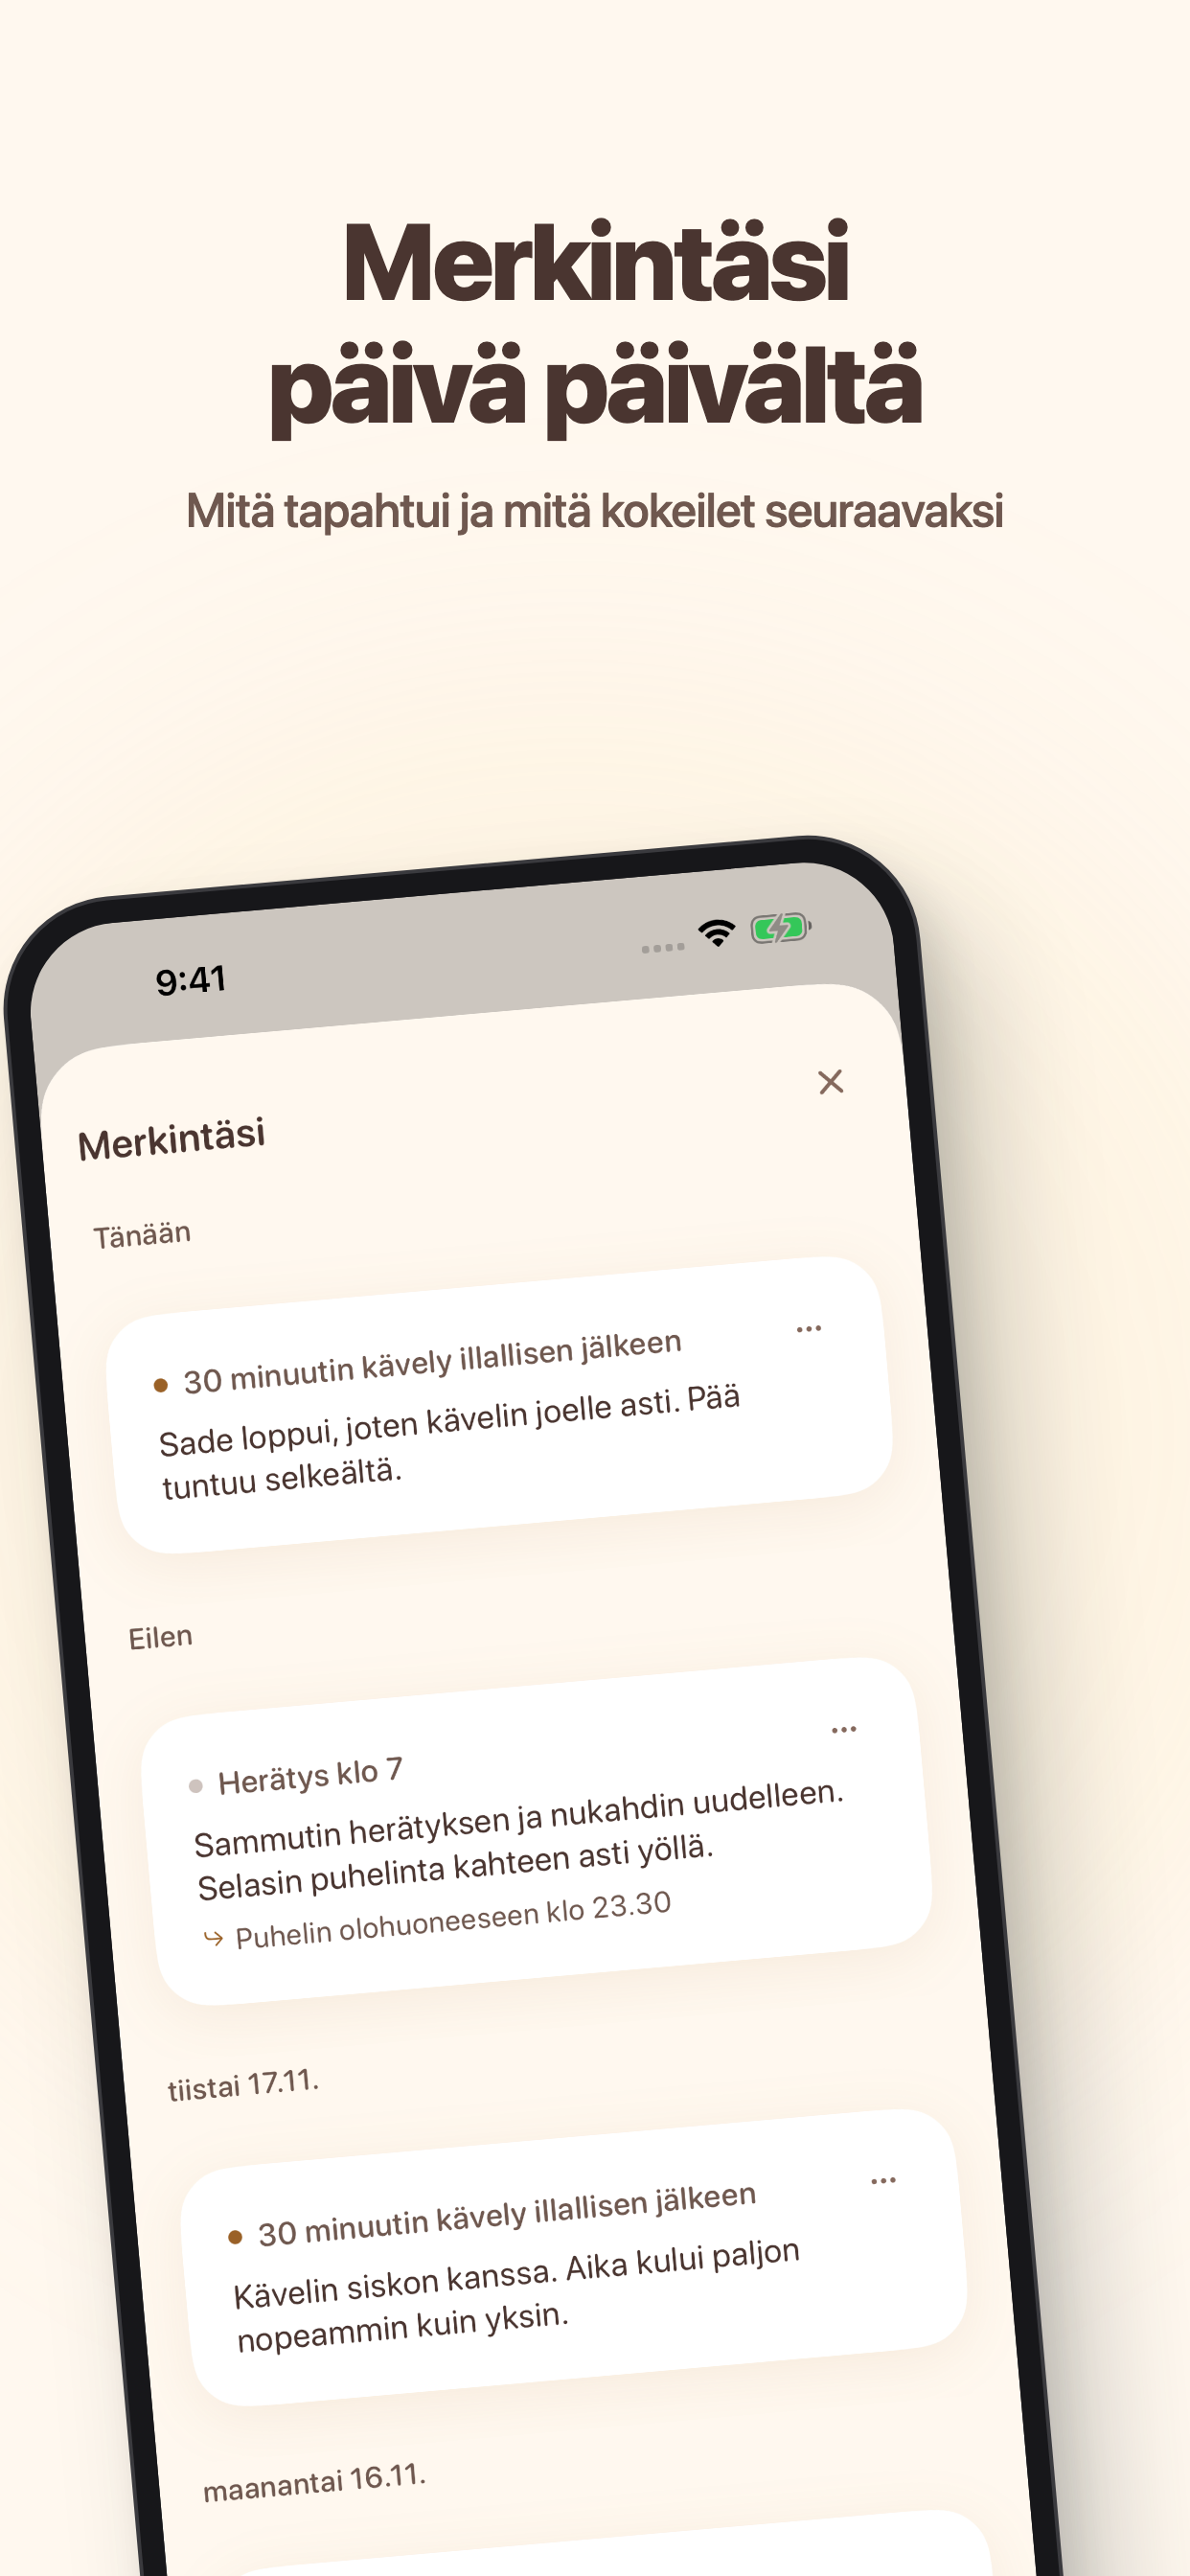 Merkintäsi
päivä päivältä
Mitä tapahtui ja mitä kokeilet seuraavaksi
9:41
Merkintäsi
Tänään
30 minuutin kävely illallisen jälkeen
Sade loppui, joten kävelin joelle asti. Pää
tuntuu selkeältä.
Eilen
Herätys klo 7
Sammutin herätyksen ja nukahdin uudelleen.
Selasin puhelinta kahteen asti yöllä.
Puhelin olohuoneeseen klo 23.30
tiistai 17.11.
30 minuutin kävely illallisen jälkeen
Kävelin siskon kanssa. Aika kului paljon
nopeammin kuin yksin.
maanantai 16.11.